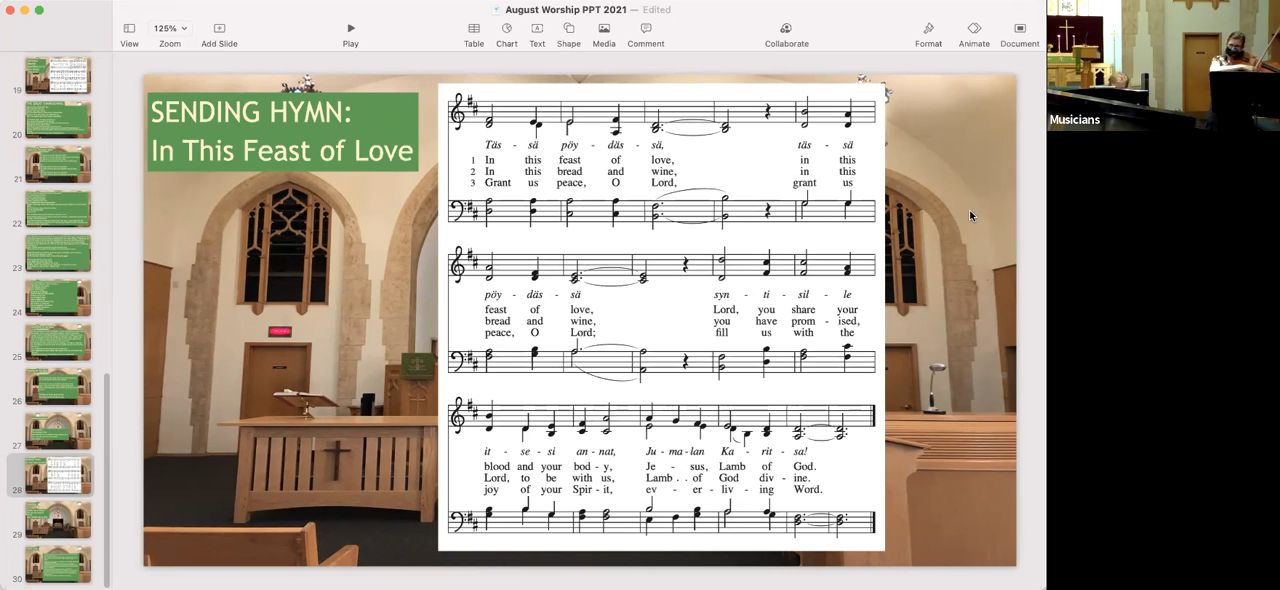 August Worship PPT 2021 — Edited
125%
View
Zoom
Add Slide
Play
Table
Chart
Text
Shape
Media
Comment
Collaborate
Format
Animate
Document
Musicians
19
20
21
22
23
24
25
26
27
28
29
30
SENDING HYMN:
In This Feast of Love
Täs - sä pöy - däs - sä, täs - sä
1 In this feast of love, in this
2 In this bread and wine, in this
3 Grant us peace, O Lord, grant us
pöy - däs - sä syn - ti - sil - le
feast of love, Lord, you share your
bread and wine, you have prom - ised,
peace, O Lord; fill us with the
it - se - si an - nat, Ju - ma - lan Ka - rit - sa!
blood and your bod - y, Je - sus, Lamb of God.
Lord, to be with us, Lamb . . of God div - ine.
joy of your Spir - it, ev - er - liv - ing Word.